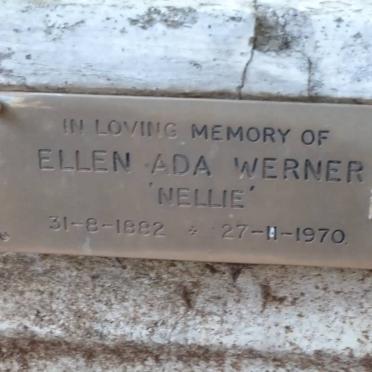 IN LOVING MEMORY OF
ELLEN ADA WERNER
'NELLIE'
31-8-1882 + 27-11-1970